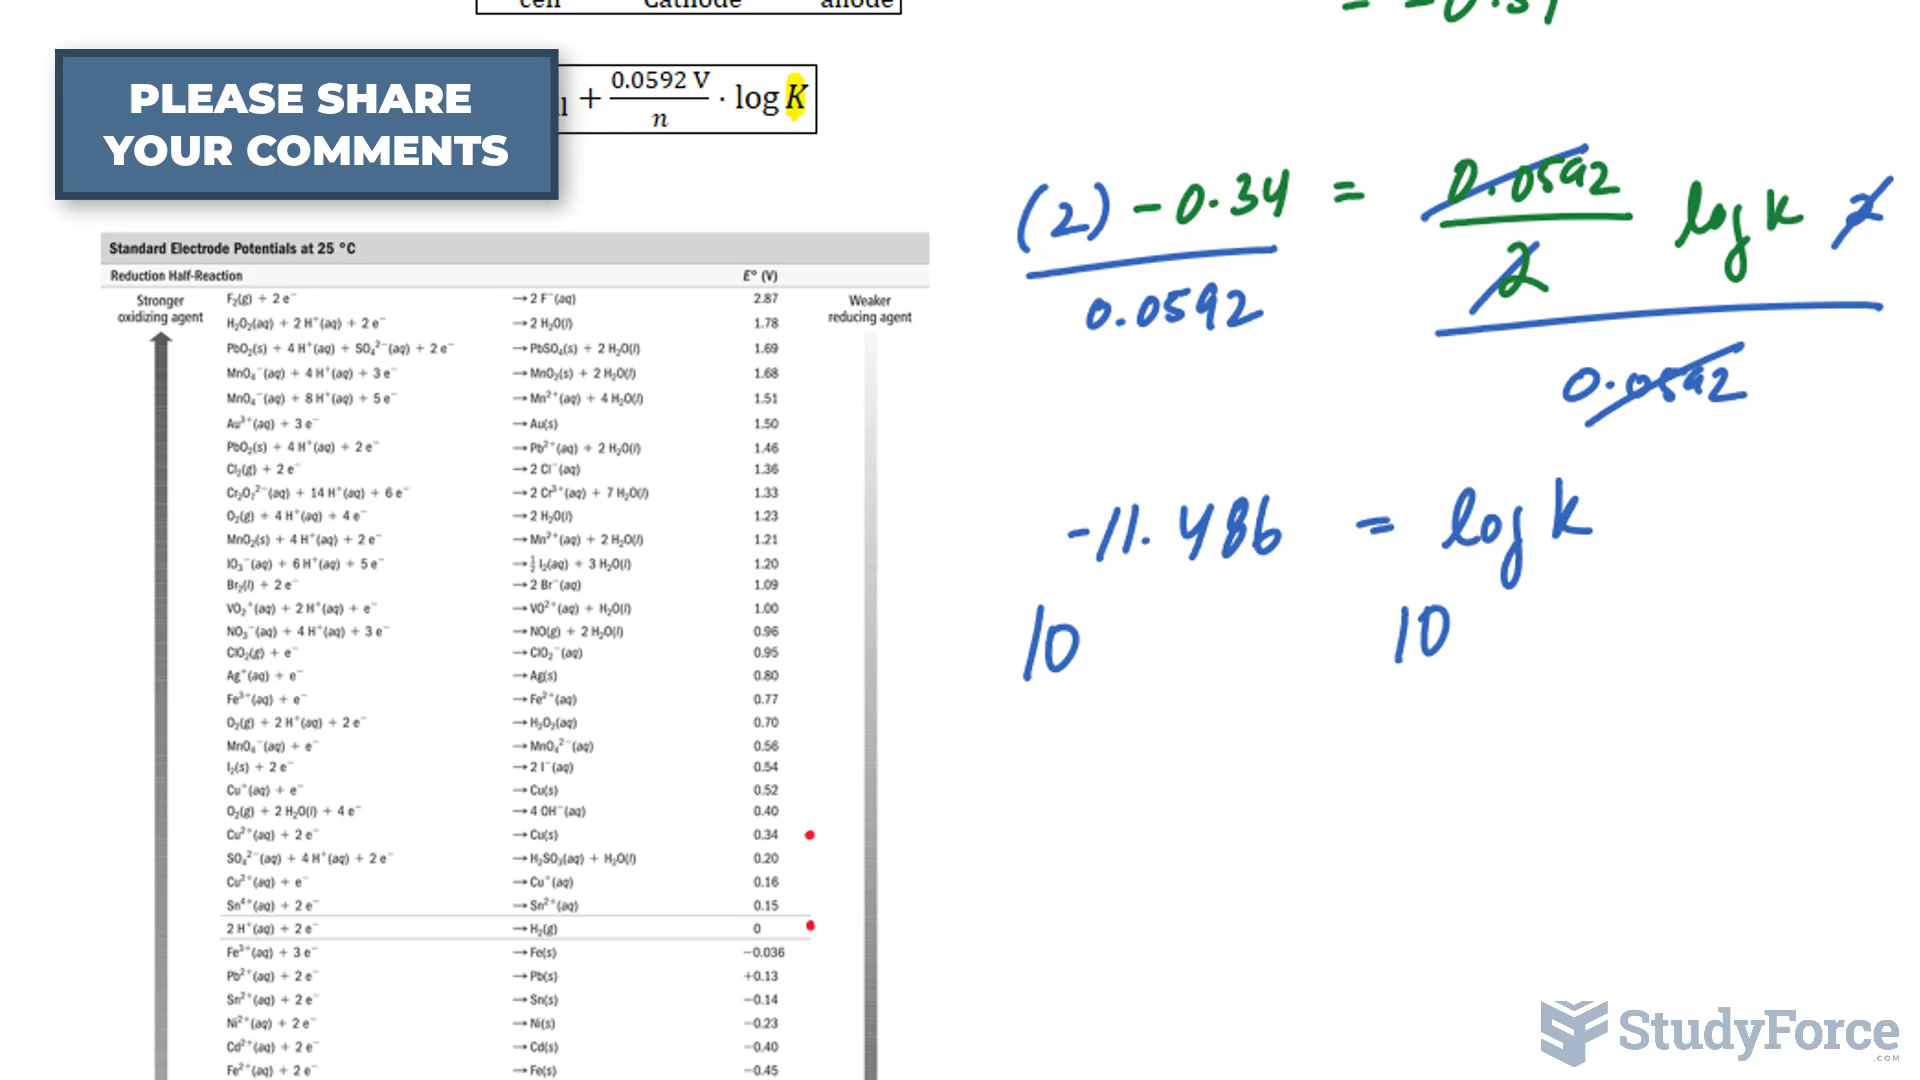 cell Cathode anode
PLEASE SHARE
YOUR COMMENTS
+ 0.0592 V / n · log K
Standard Electrode Potentials at 25 °C
Reduction Half-Reaction E° (V)
Stronger oxidizing agent
Weaker reducing agent
F₂(g) + 2 e⁻ → 2 F⁻(aq) 2.87
H₂O₂(aq) + 2 H⁺(aq) + 2 e⁻ → 2 H₂O(l) 1.78
PbO₂(s) + 4 H⁺(aq) + SO₄²⁻(aq) + 2 e⁻ → PbSO₄(s) + 2 H₂O(l) 1.69
MnO₄⁻(aq) + 4 H⁺(aq) + 3 e⁻ → MnO₂(s) + 2 H₂O(l) 1.68
MnO₄⁻(aq) + 8 H⁺(aq) + 5 e⁻ → Mn²⁺(aq) + 4 H₂O(l) 1.51
Au³⁺(aq) + 3 e⁻ → Au(s) 1.50
PbO₂(s) + 4 H⁺(aq) + 2 e⁻ → Pb²⁺(aq) + 2 H₂O(l) 1.46
Cl₂(g) + 2 e⁻ → 2 Cl⁻(aq) 1.36
Cr₂O₇²⁻(aq) + 14 H⁺(aq) + 6 e⁻ → 2 Cr³⁺(aq) + 7 H₂O(l) 1.33
O₂(g) + 4 H⁺(aq) + 4 e⁻ → 2 H₂O(l) 1.23
MnO₂(s) + 4 H⁺(aq) + 2 e⁻ → Mn²⁺(aq) + 2 H₂O(l) 1.21
IO₃⁻(aq) + 6 H⁺(aq) + 5 e⁻ → ½ I₂(aq) + 3 H₂O(l) 1.20
Br₂(l) + 2 e⁻ → 2 Br⁻(aq) 1.09
VO₂⁺(aq) + 2 H⁺(aq) + e⁻ → VO²⁺(aq) + H₂O(l) 1.00
NO₃⁻(aq) + 4 H⁺(aq) + 3 e⁻ → NO(g) + 2 H₂O(l) 0.96
ClO₂(g) + e⁻ → ClO₂⁻(aq) 0.95
Ag⁺(aq) + e⁻ → Ag(s) 0.80
Fe³⁺(aq) + e⁻ → Fe²⁺(aq) 0.77
O₂(g) + 2 H⁺(aq) + 2 e⁻ → H₂O₂(aq) 0.70
MnO₄⁻(aq) + e⁻ → MnO₄²⁻(aq) 0.56
I₂(s) + 2 e⁻ → 2 I⁻(aq) 0.54
Cu⁺(aq) + e⁻ → Cu(s) 0.52
O₂(g) + 2 H₂O(l) + 4 e⁻ → 4 OH⁻(aq) 0.40
Cu²⁺(aq) + 2 e⁻ → Cu(s) 0.34
SO₄²⁻(aq) + 4 H⁺(aq) + 2 e⁻ → H₂SO₃(aq) + H₂O(l) 0.20
Cu²⁺(aq) + e⁻ → Cu⁺(aq) 0.16
Sn⁴⁺(aq) + 2 e⁻ → Sn²⁺(aq) 0.15
2 H⁺(aq) + 2 e⁻ → H₂(g) 0
Fe³⁺(aq) + 3 e⁻ → Fe(s) −0.036
Pb²⁺(aq) + 2 e⁻ → Pb(s) +0.13
Sn²⁺(aq) + 2 e⁻ → Sn(s) −0.14
Ni²⁺(aq) + 2 e⁻ → Ni(s) −0.23
Cd²⁺(aq) + 2 e⁻ → Cd(s) −0.40
Fe²⁺(aq) + 2 e⁻ → Fe(s) −0.45
(2) -0.34 = 0.0592 log K 2
2
0.0592 0.0592
-11.486 = log K
10 10
StudyForce
.COM